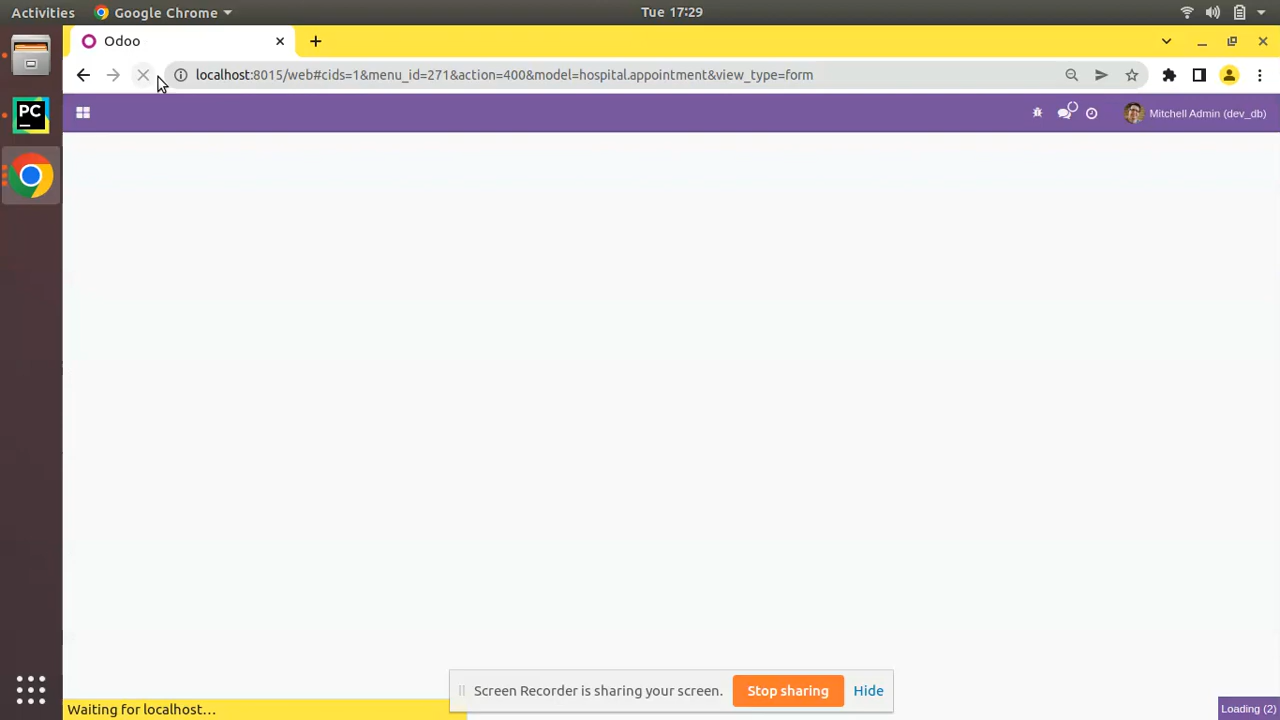 Activities
Google Chrome
Tue 17:29
Odoo
localhost:8015/web#cids=1&menu_id=271&action=400&model=hospital.appointment&view_type=form
PC
Mitchell Admin (dev_db)
Screen Recorder is sharing your screen.
Stop sharing
Hide
Waiting for localhost…
Loading (2)